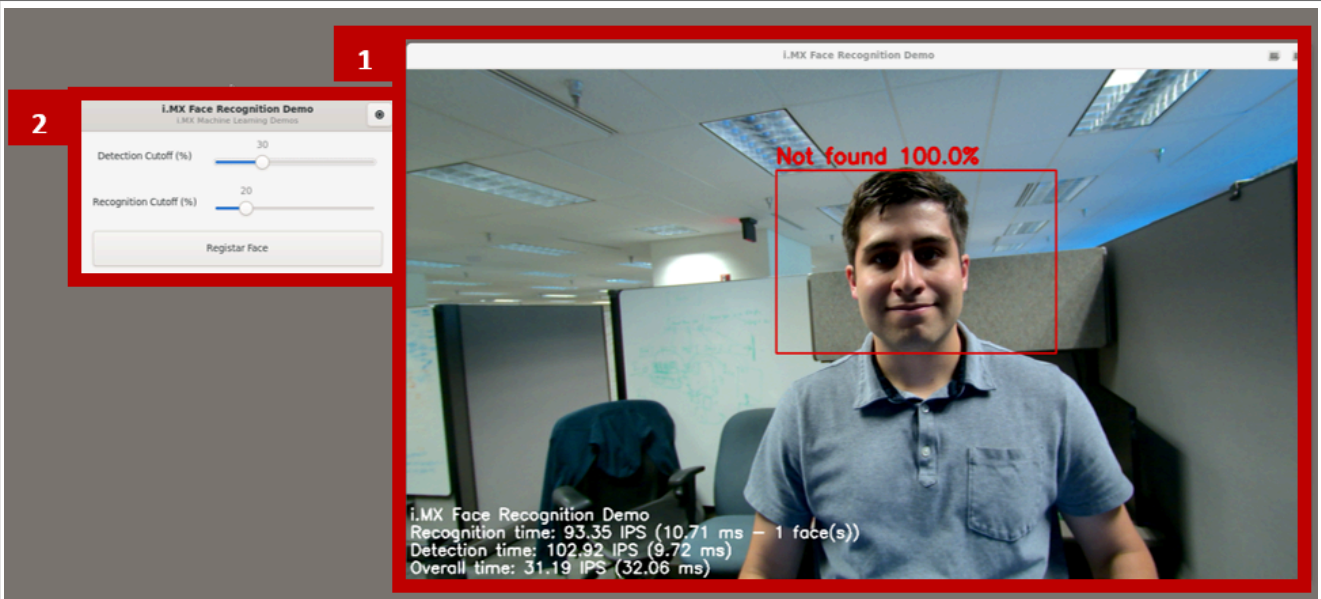 1
i.MX Face Recognition Demo
2
i.MX Face Recognition Demo
i.MX Machine Learning Demos
Detection Cutoff (%)
30
Recognition Cutoff (%)
20
Registar Face
Not found 100.0%
i.MX Face Recognition Demo
Recognition time: 93.35 IPS (10.71 ms - 1 face(s))
Detection time: 102.92 IPS (9.72 ms)
Overall time: 31.19 IPS (32.06 ms)